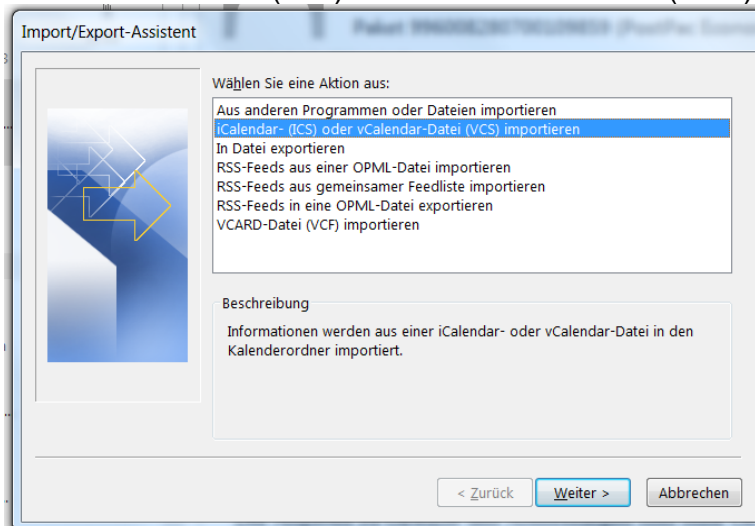 Import/Export-Assistent
Wählen Sie eine Aktion aus:
Aus anderen Programmen oder Dateien importieren
iCalendar- (ICS) oder vCalendar-Datei (VCS) importieren
In Datei exportieren
RSS-Feeds aus einer OPML-Datei importieren
RSS-Feeds aus gemeinsamer Feedliste importieren
RSS-Feeds in eine OPML-Datei exportieren
VCARD-Datei (VCF) importieren
Beschreibung
Informationen werden aus einer iCalendar- oder vCalendar-Datei in den
Kalenderordner importiert.
< Zurück Weiter > Abbrechen